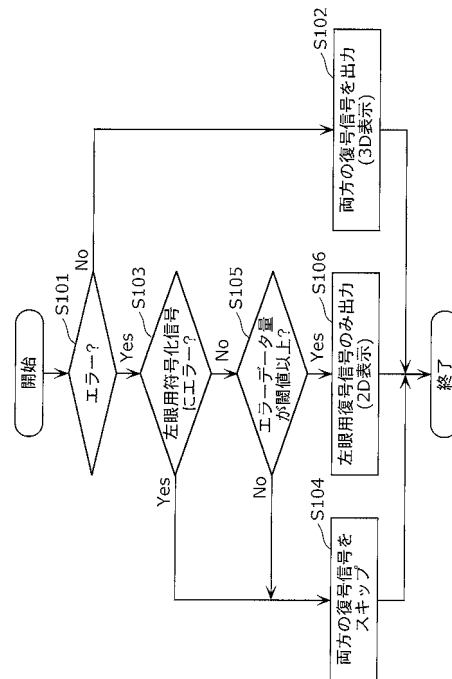 開始
S101
エラー?
No
Yes
S103
左眼用符号化信号
にエラー?
Yes
No
S105
エラーデータ量
が閾値以上?
No
Yes
S104
両方の復号信号を
スキップ
S106
左眼用復号信号のみ出力
(2D表示)
S102
両方の復号信号を出力
(3D表示)
終了